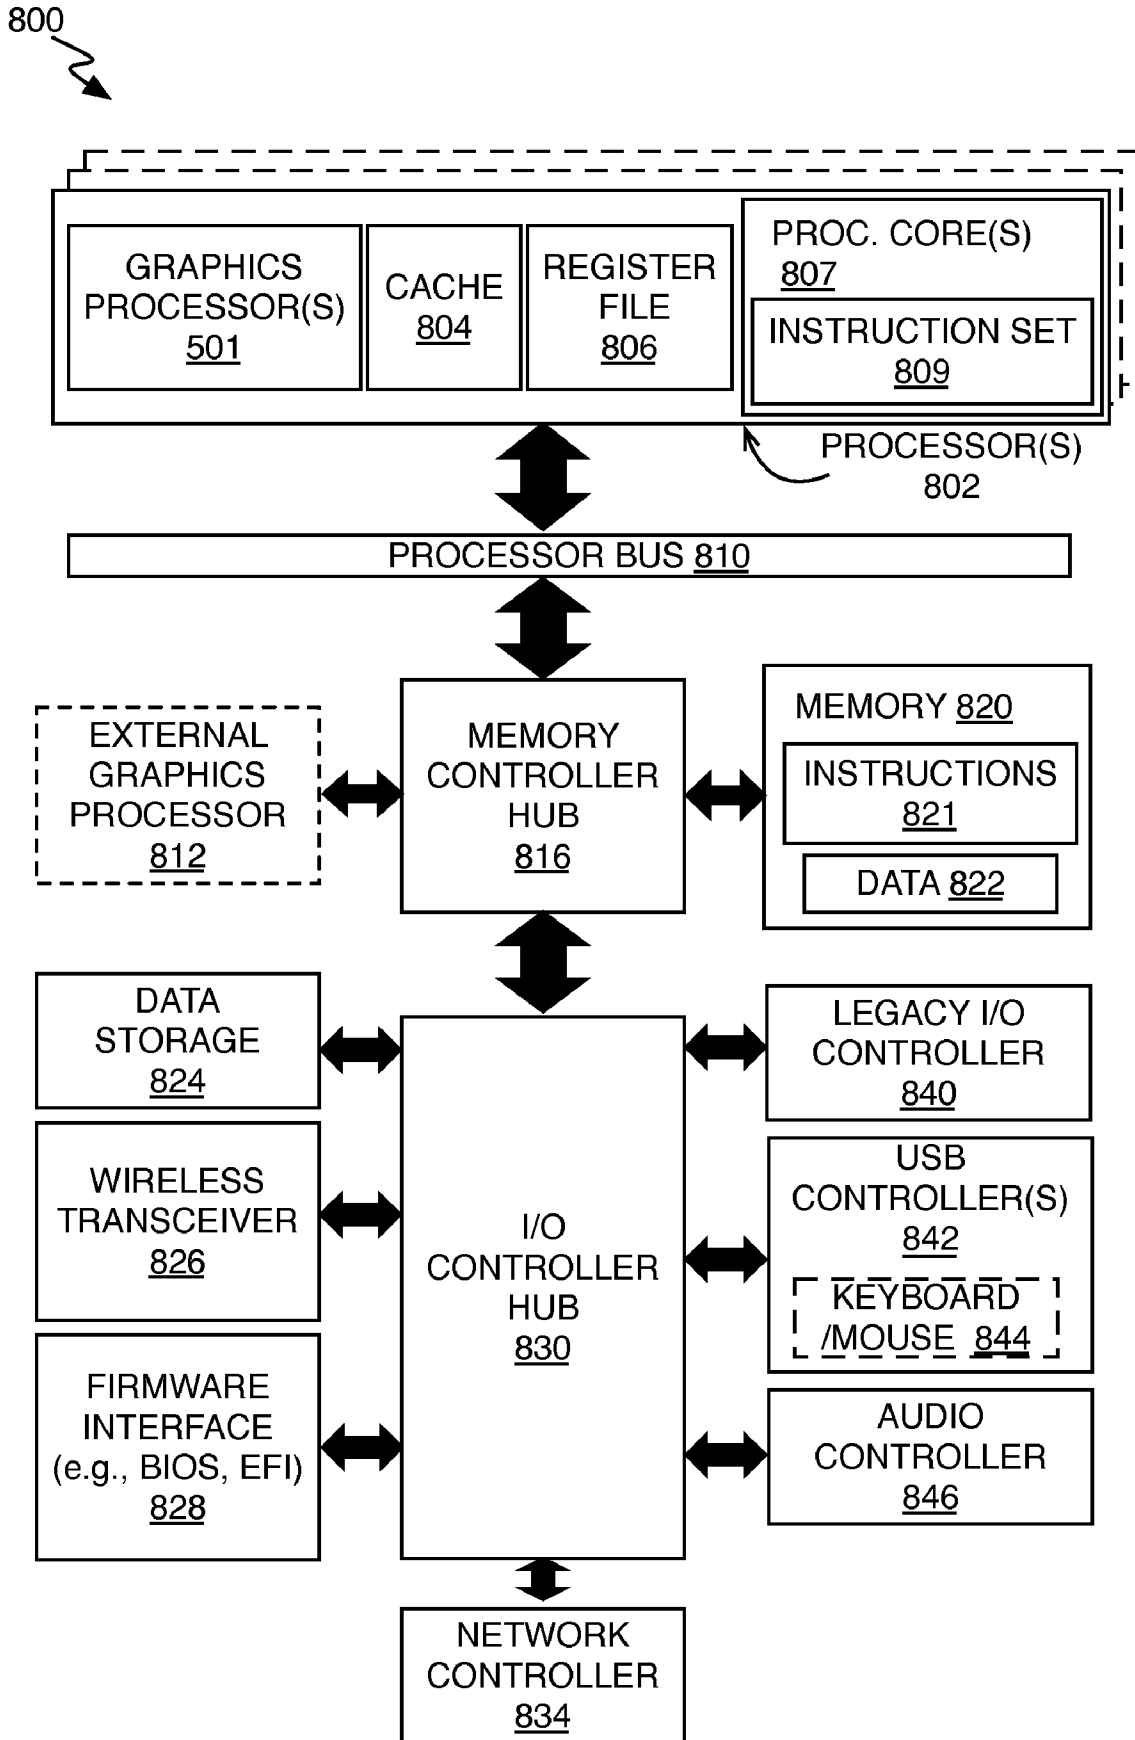 800
GRAPHICS
PROCESSOR(S)
501
CACHE
804
REGISTER
FILE
806
PROC. CORE(S)
807
INSTRUCTION SET
809
PROCESSOR(S)
802
PROCESSOR BUS 810
EXTERNAL
GRAPHICS
PROCESSOR
812
MEMORY
CONTROLLER
HUB
816
MEMORY 820
INSTRUCTIONS
821
DATA 822
DATA
STORAGE
824
WIRELESS
TRANSCEIVER
826
FIRMWARE
INTERFACE
(e.g., BIOS, EFI)
828
I/O
CONTROLLER
HUB
830
LEGACY I/O
CONTROLLER
840
USB
CONTROLLER(S)
842
KEYBOARD
/MOUSE 844
AUDIO
CONTROLLER
846
NETWORK
CONTROLLER
834